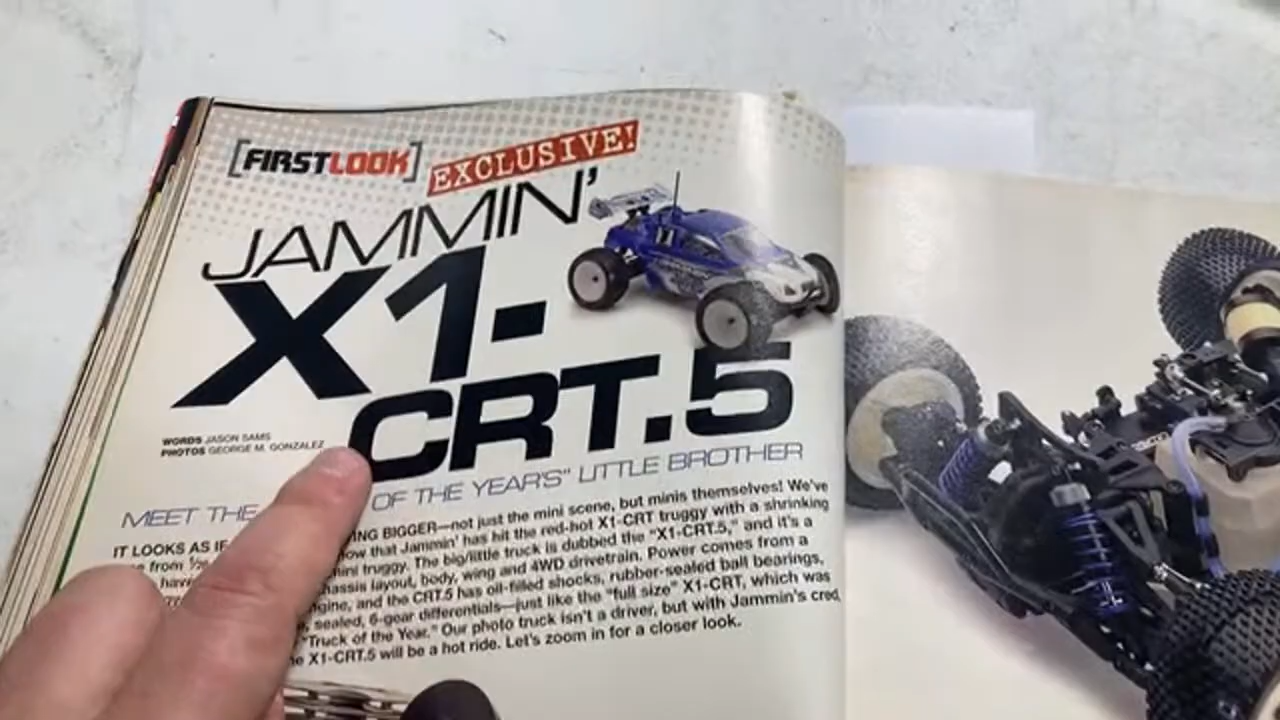 [FIRSTLOOK]
EXCLUSIVE!
JAMMIN'
X1-
CRT.5
WORDS JASON SAMS
PHOTOS GEORGE M. GONZALEZ
MEET THE OF THE YEAR'S" LITTLE BROTHER
IT LOOKS AS IF BIGGER—not just the mini scene, but minis themselves! We've
from that Jammin' has hit the red-hot X1-CRT truggy with a shrinking
truggy. The big/little truck is dubbed the "X1-CRT.5," and it's a
layout, body, wing and 4WD drivetrain. Power comes from a
and the CRT.5 has oil-filled shocks, rubber-sealed ball bearings,
sealed, 6-gear differentials—just like the "full size" X1-CRT, which was
"Truck of the Year." Our photo truck isn't a driver, but with Jammin's cred,
X1-CRT.5 will be a hot ride. Let's zoom in for a closer look.